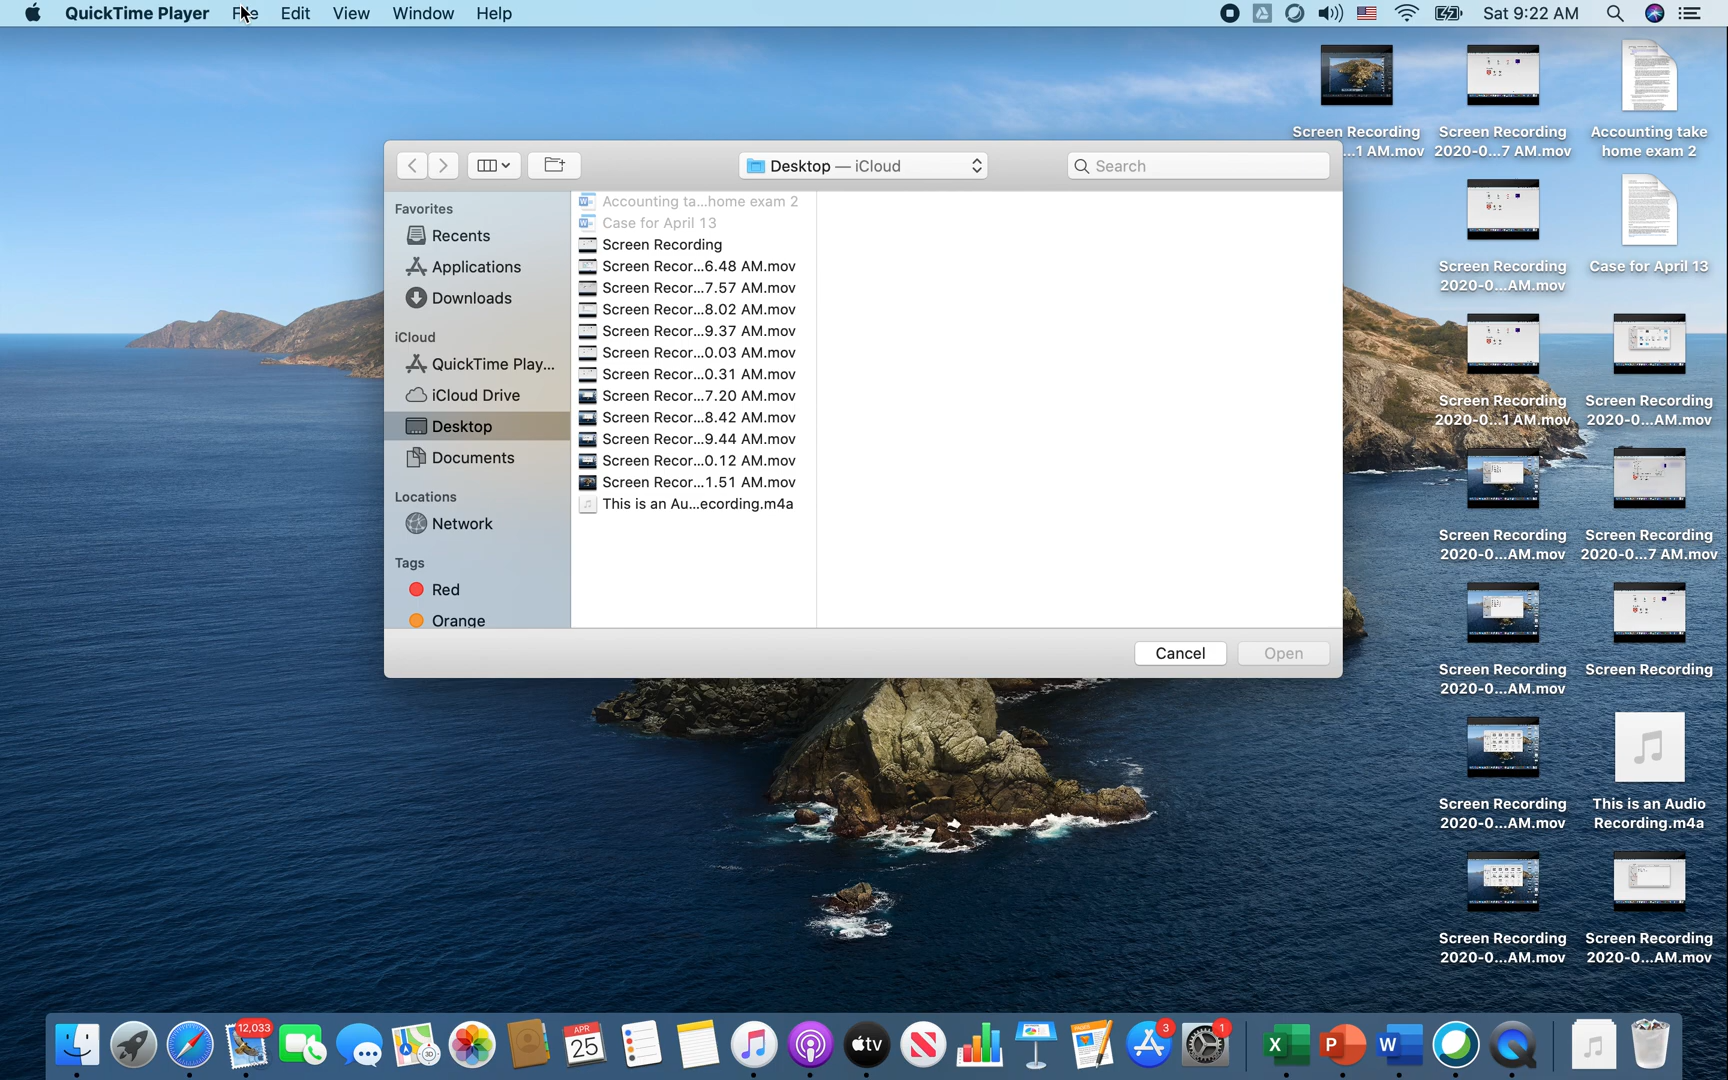 QuickTime Player File Edit View Window Help Sat 9:22 AM
Desktop — iCloud
Search
Favorites
Recents
Applications
Downloads
iCloud
QuickTime Play...
iCloud Drive
Desktop
Documents
Locations
Network
Tags
Red
Orange
Accounting ta...home exam 2
Case for April 13
Screen Recording
Screen Recor...6.48 AM.mov
Screen Recor...7.57 AM.mov
Screen Recor...8.02 AM.mov
Screen Recor...9.37 AM.mov
Screen Recor...0.03 AM.mov
Screen Recor...0.31 AM.mov
Screen Recor...7.20 AM.mov
Screen Recor...8.42 AM.mov
Screen Recor...9.44 AM.mov
Screen Recor...0.12 AM.mov
Screen Recor...1.51 AM.mov
This is an Au...ecording.m4a
Cancel
Open
Screen Recording
...1 AM.mov
Screen Recording
2020-0...7 AM.mov
Accounting take
home exam 2
Screen Recording
2020-0...AM.mov
Case for April 13
Screen Recording
2020-0...1 AM.mov
Screen Recording
2020-0...AM.mov
Screen Recording
2020-0...AM.mov
Screen Recording
2020-0...7 AM.mov
Screen Recording
2020-0...AM.mov
Screen Recording
Screen Recording
2020-0...AM.mov
This is an Audio
Recording.m4a
Screen Recording
2020-0...AM.mov
Screen Recording
2020-0...AM.mov
12,033
APR
25
tv
3
1
X
P
W